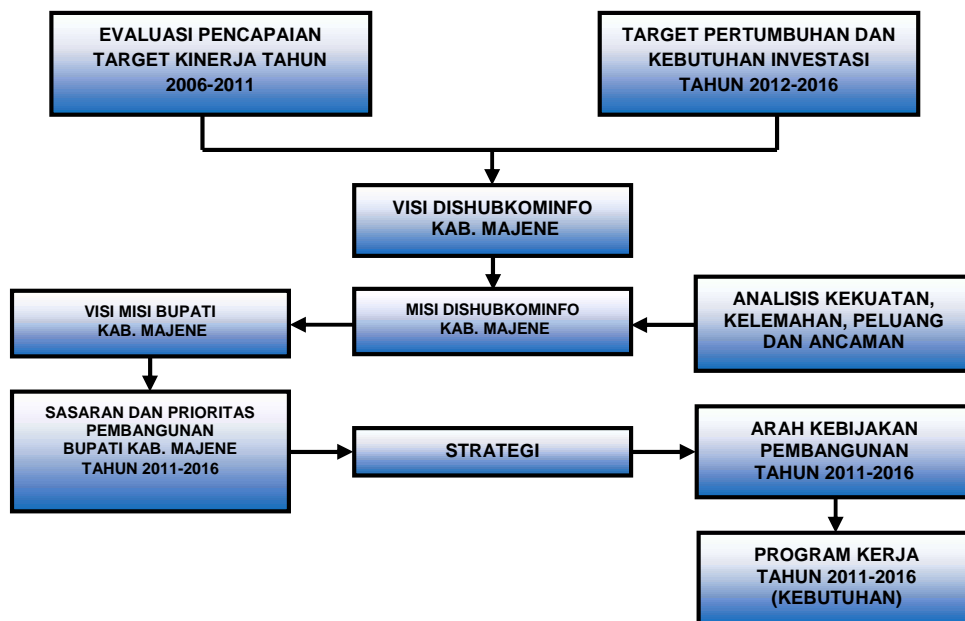 EVALUASI PENCAPAIAN
TARGET KINERJA TAHUN
2006-2011
TARGET PERTUMBUHAN DAN
KEBUTUHAN INVESTASI
TAHUN 2012-2016
VISI DISHUBKOMINFO
KAB. MAJENE
VISI MISI BUPATI
KAB. MAJENE
MISI DISHUBKOMINFO
KAB. MAJENE
ANALISIS KEKUATAN,
KELEMAHAN, PELUANG
DAN ANCAMAN
SASARAN DAN PRIORITAS
PEMBANGUNAN
BUPATI KAB. MAJENE
TAHUN 2011-2016
STRATEGI
ARAH KEBIJAKAN
PEMBANGUNAN
TAHUN 2011-2016
PROGRAM KERJA
TAHUN 2011-2016
(KEBUTUHAN)